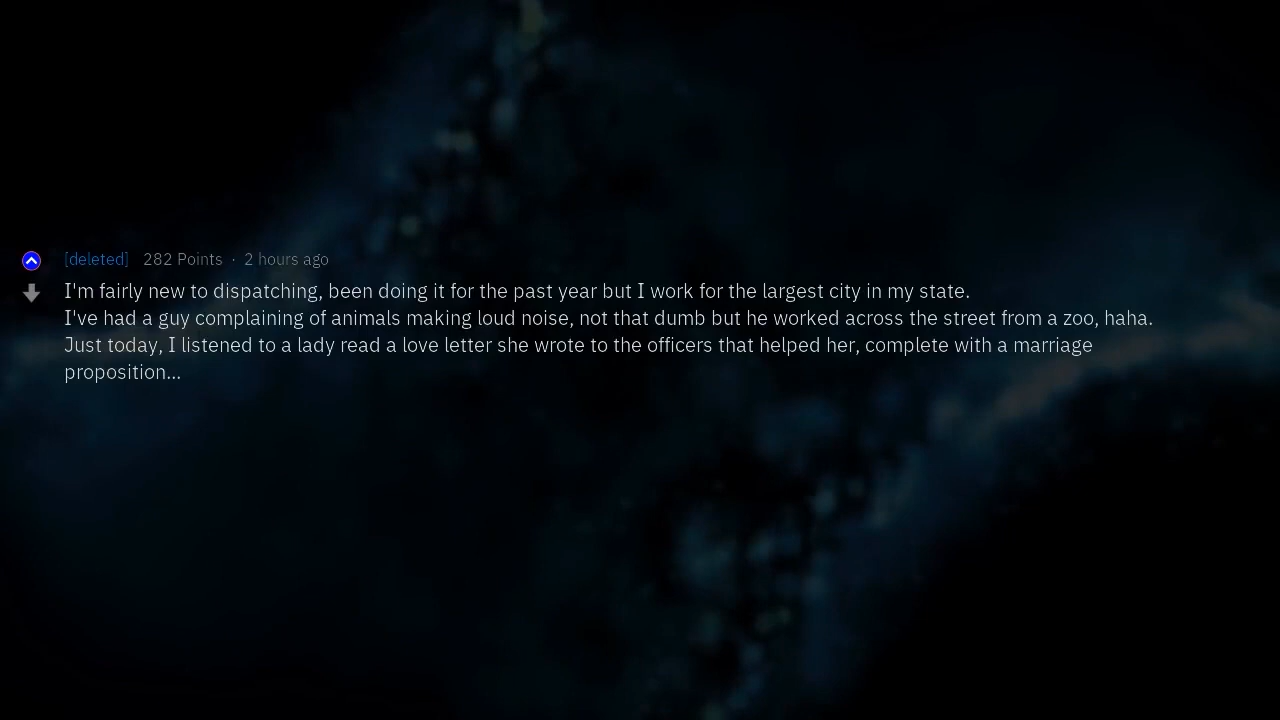 [deleted] 282 Points · 2 hours ago
I'm fairly new to dispatching, been doing it for the past year but I work for the largest city in my state.
I've had a guy complaining of animals making loud noise, not that dumb but he worked across the street from a zoo, haha.
Just today, I listened to a lady read a love letter she wrote to the officers that helped her, complete with a marriage
proposition...